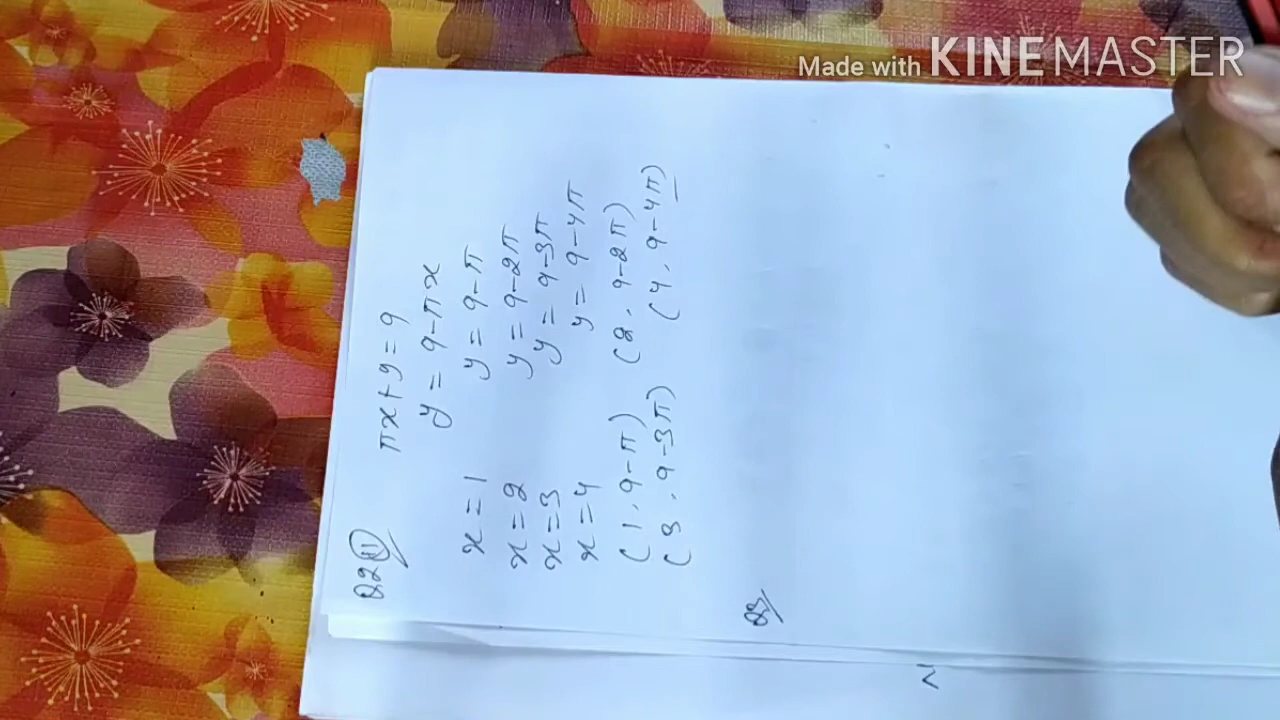 Made with KINEMASTER
Q2 (ii) πx+y=9
y = 9-πx
x = 1 y = 9-π
x = 2 y = 9-2π
x = 3 y = 9-3π
x = 4 y = 9-4π
(1, 9-π) (2, 9-2π)
(3, 9-3π) (4, 9-4π)
Q3